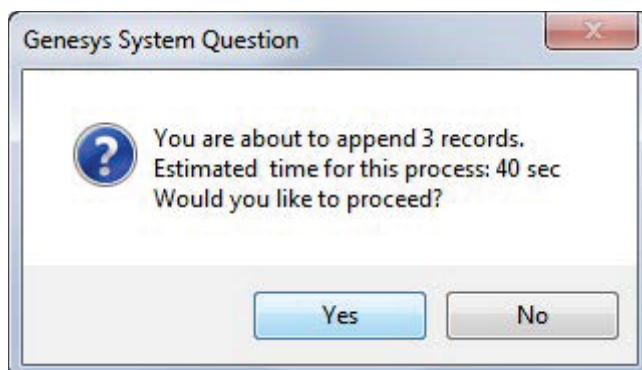 Genesys System Question
You are about to append 3 records.
Estimated  time for this process: 40 sec
Would you like to proceed?
Yes No